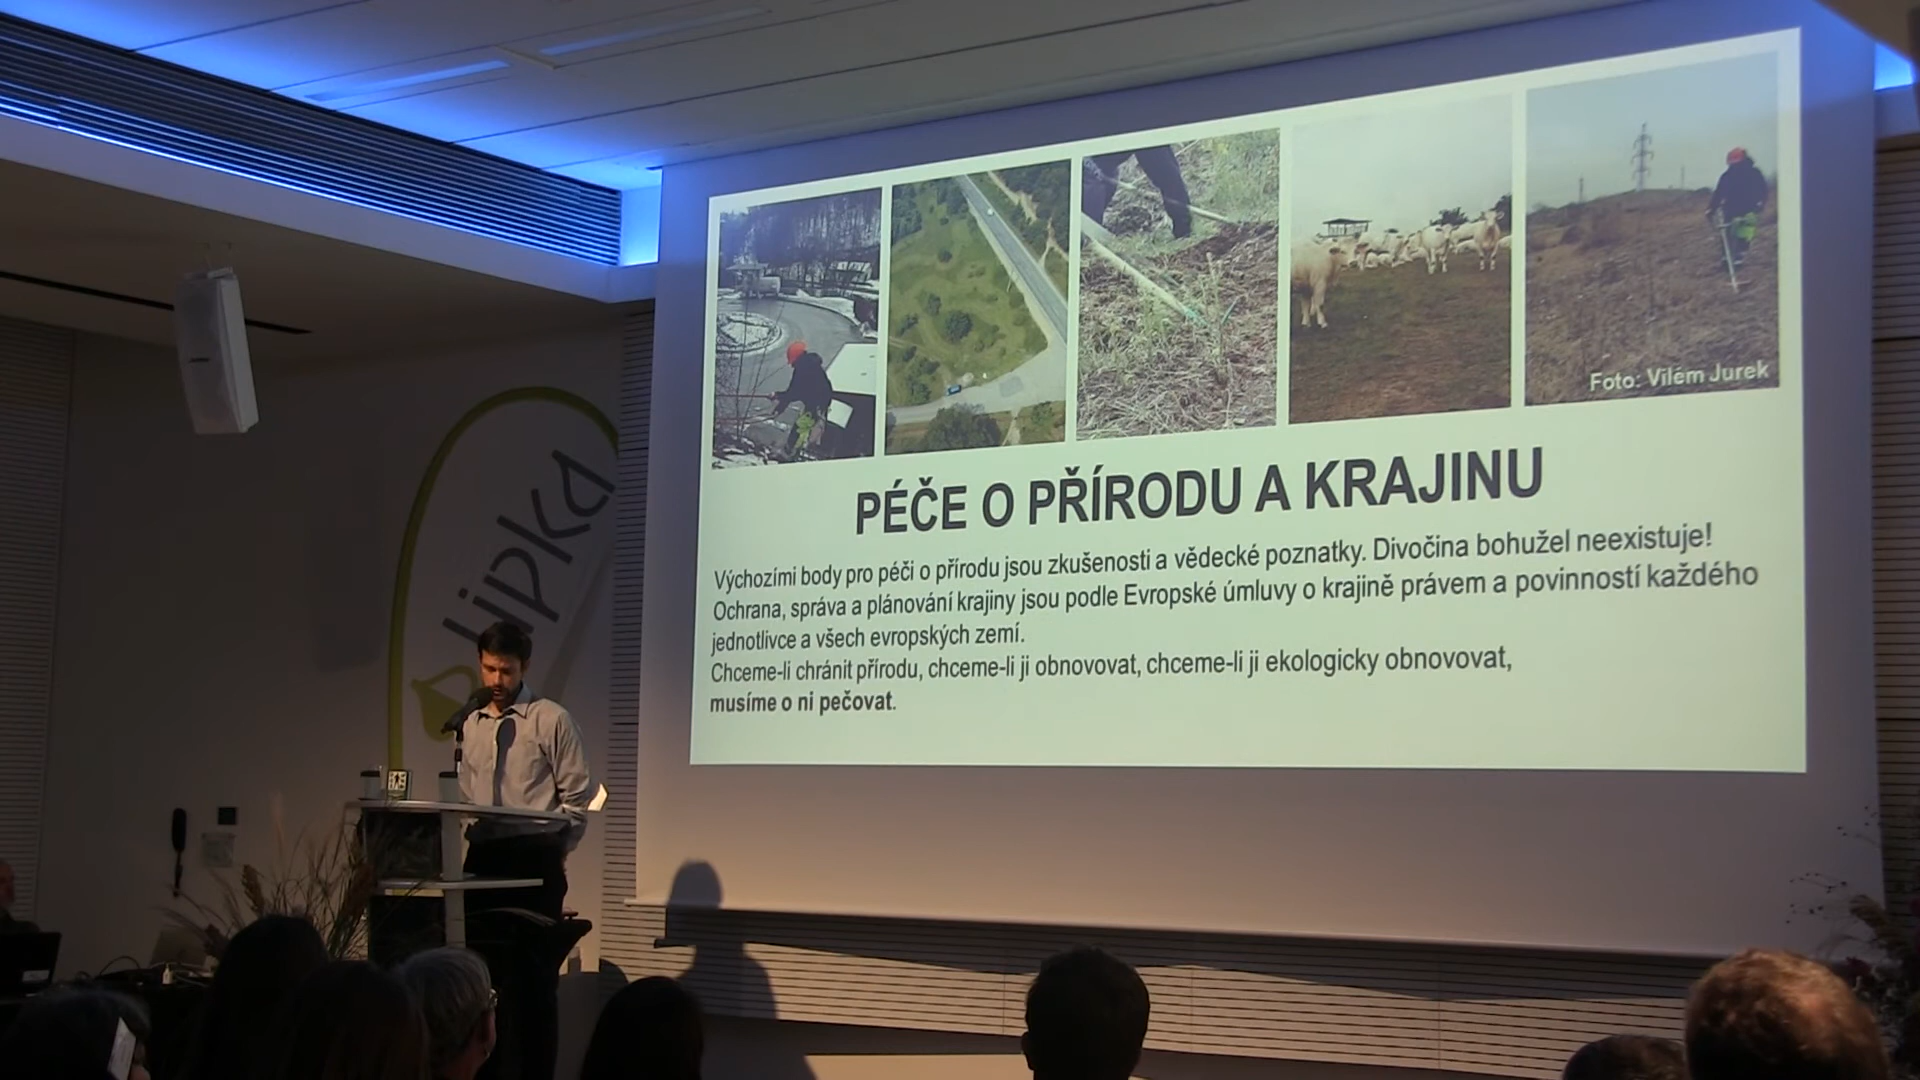 Foto: Vilém Jurek
PÉČE O PŘÍRODU A KRAJINU
Výchozími body pro péči o přírodu jsou zkušenosti a vědecké poznatky. Divočina bohužel neexistuje!
Ochrana, správa a plánování krajiny jsou podle Evropské úmluvy o krajině právem a povinností každého
jednotlivce a všech evropských zemí.
Chceme-li chránit přírodu, chceme-li ji obnovovat, chceme-li ji ekologicky obnovovat,
musíme o ni pečovat.
lipka